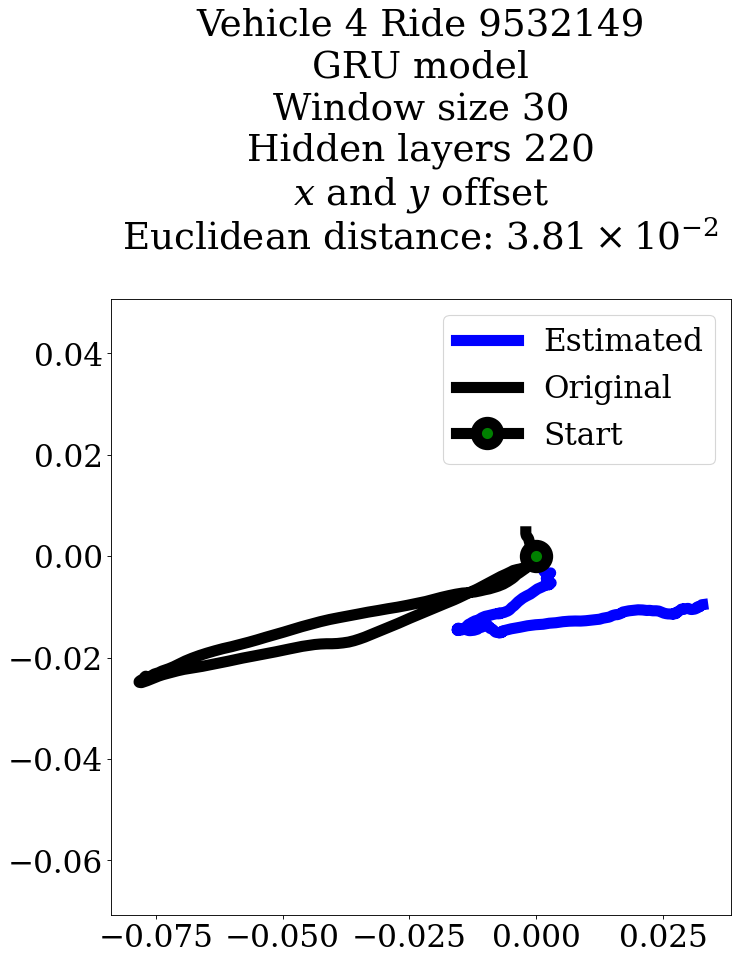 Vehicle 4 Ride 9532149
GRU model
Window size 30
Hidden layers 220
x and y offset
Euclidean distance: 3.81 × 10⁻²
Estimated
Original
Start
0.04
0.02
0.00
−0.02
−0.04
−0.06
−0.075 −0.050 −0.025 0.000 0.025